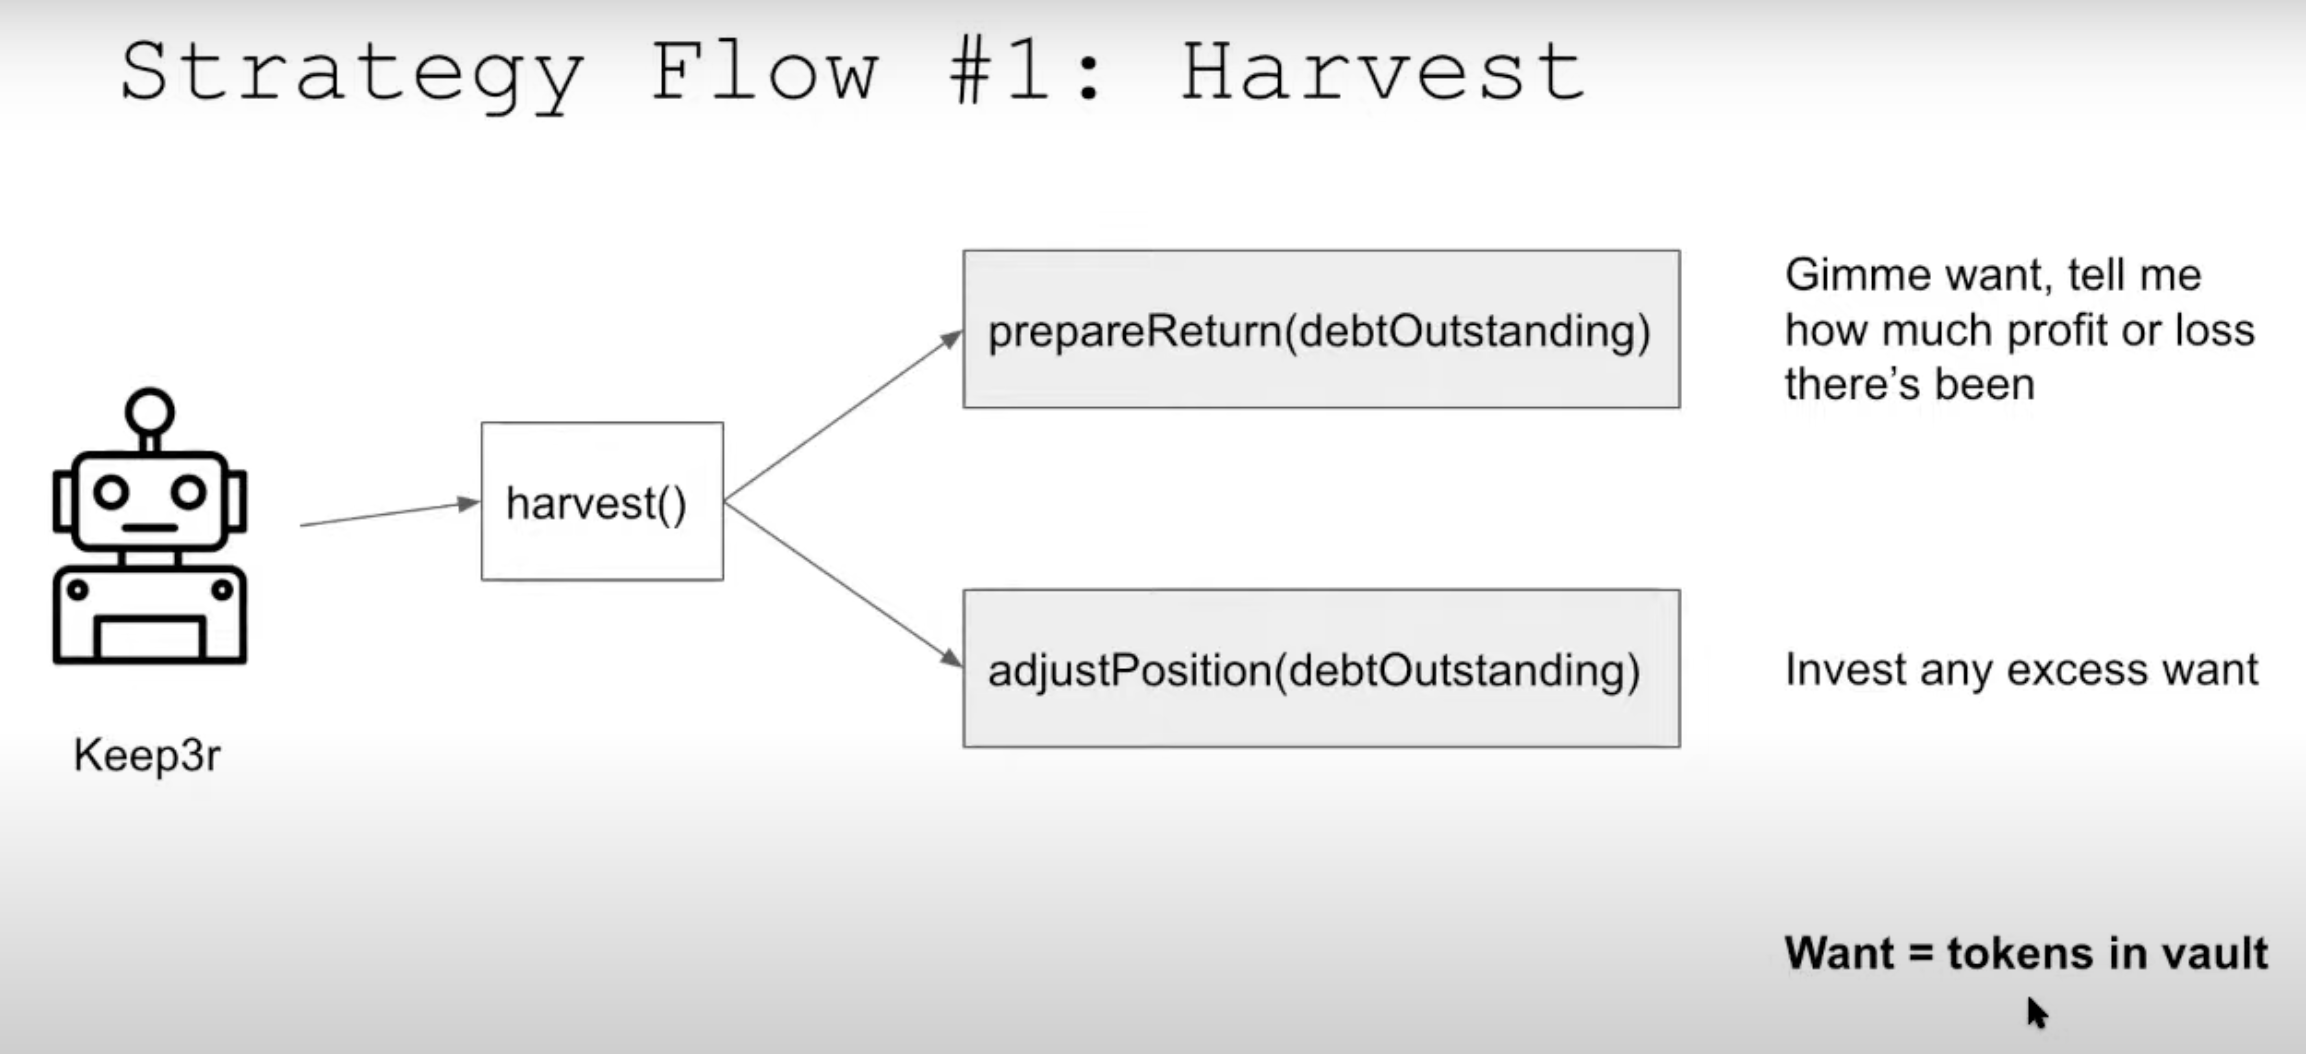 Strategy Flow #1: Harvest
Keep3r
harvest()
prepareReturn(debtOutstanding)
Gimme want, tell me
how much profit or loss
there’s been
adjustPosition(debtOutstanding)
Invest any excess want
Want = tokens in vault